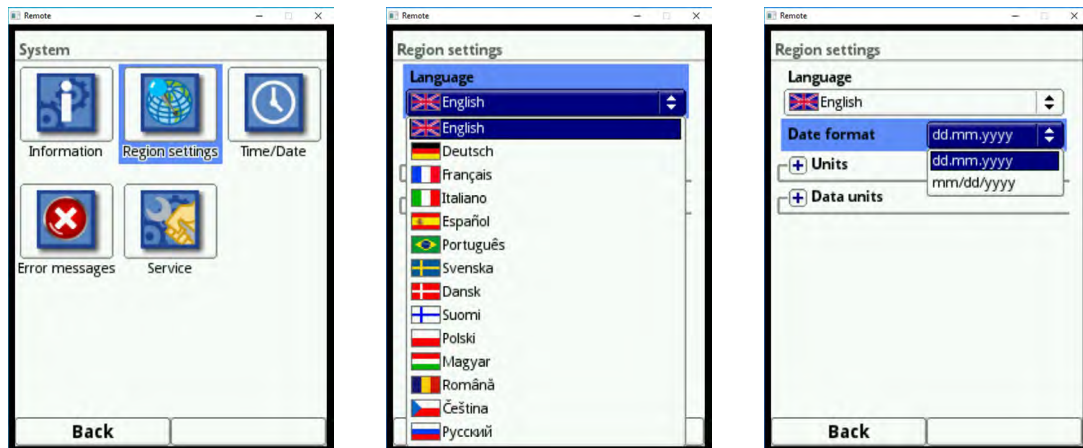 Remote
System
Information
Region settings
Time/Date
Error messages
Service
Back
Remote
Region settings
Language
English
English
Deutsch
Français
Italiano
Español
Português
Svenska
Dansk
Suomi
Polski
Magyar
Română
Čeština
Русский
Remote
Region settings
Language
English
Date format
dd.mm.yyyy
dd.mm.yyyy
mm/dd/yyyy
Units
Data units
Back